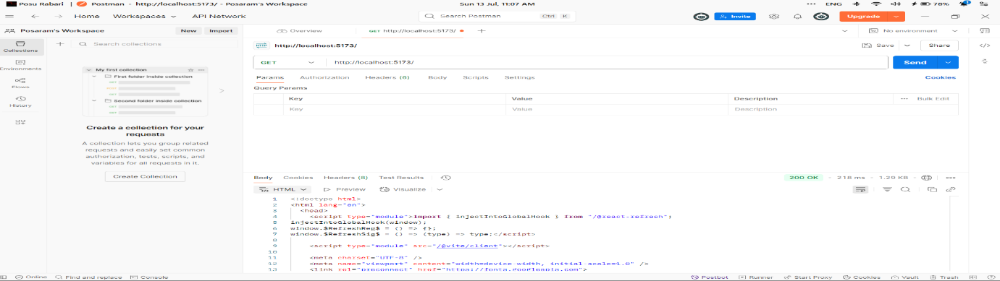 Posu Rabari | Postman - http://localhost:5173/ - Posaram's Workspace Sun 13 Jul, 11:07 AM ENG 78%
Home Workspaces API Network Search Postman Ctrl K Invite Upgrade
Posaram's Workspace New Import Overview GET http://localhost:5173/ No environment
Collections Search collections
http://localhost:5173/ Save Share
Environments
GET http://localhost:5173/ Send
Flows
History
My first collection
First folder inside collection
GET
GET
Second folder inside collection
GET
GET
Create a collection for your
requests
A collection lets you group related
requests and easily set common
authorization, tests, scripts, and
variables for all requests in it.
Create Collection
Params Authorization Headers (6) Body Scripts Settings Cookies
Query Params
Key Value Description Bulk Edit
Key Value Description
Body Cookies Headers (8) Test Results 200 OK 218 ms 1.29 KB
HTML Preview Visualize
1 <!doctype html>
2 <html lang="en">
3 <head>
4 <script type="module">import { injectIntoGlobalHook } from "/@react-refresh";
5 injectIntoGlobalHook(window);
6 window.$RefreshReg$ = () => {};
7 window.$RefreshSig$ = () => (type) => type;</script>
8
9 <script type="module" src="/@vite/client"></script>
10
11 <meta charset="UTF-8" />
12 <meta name="viewport" content="width=device-width, initial-scale=1.0" />
13 <link rel="preconnect" href="https://fonts.googleapis.com">
Online Find and replace Console Postbot Runner Start Proxy Cookies Vault Trash